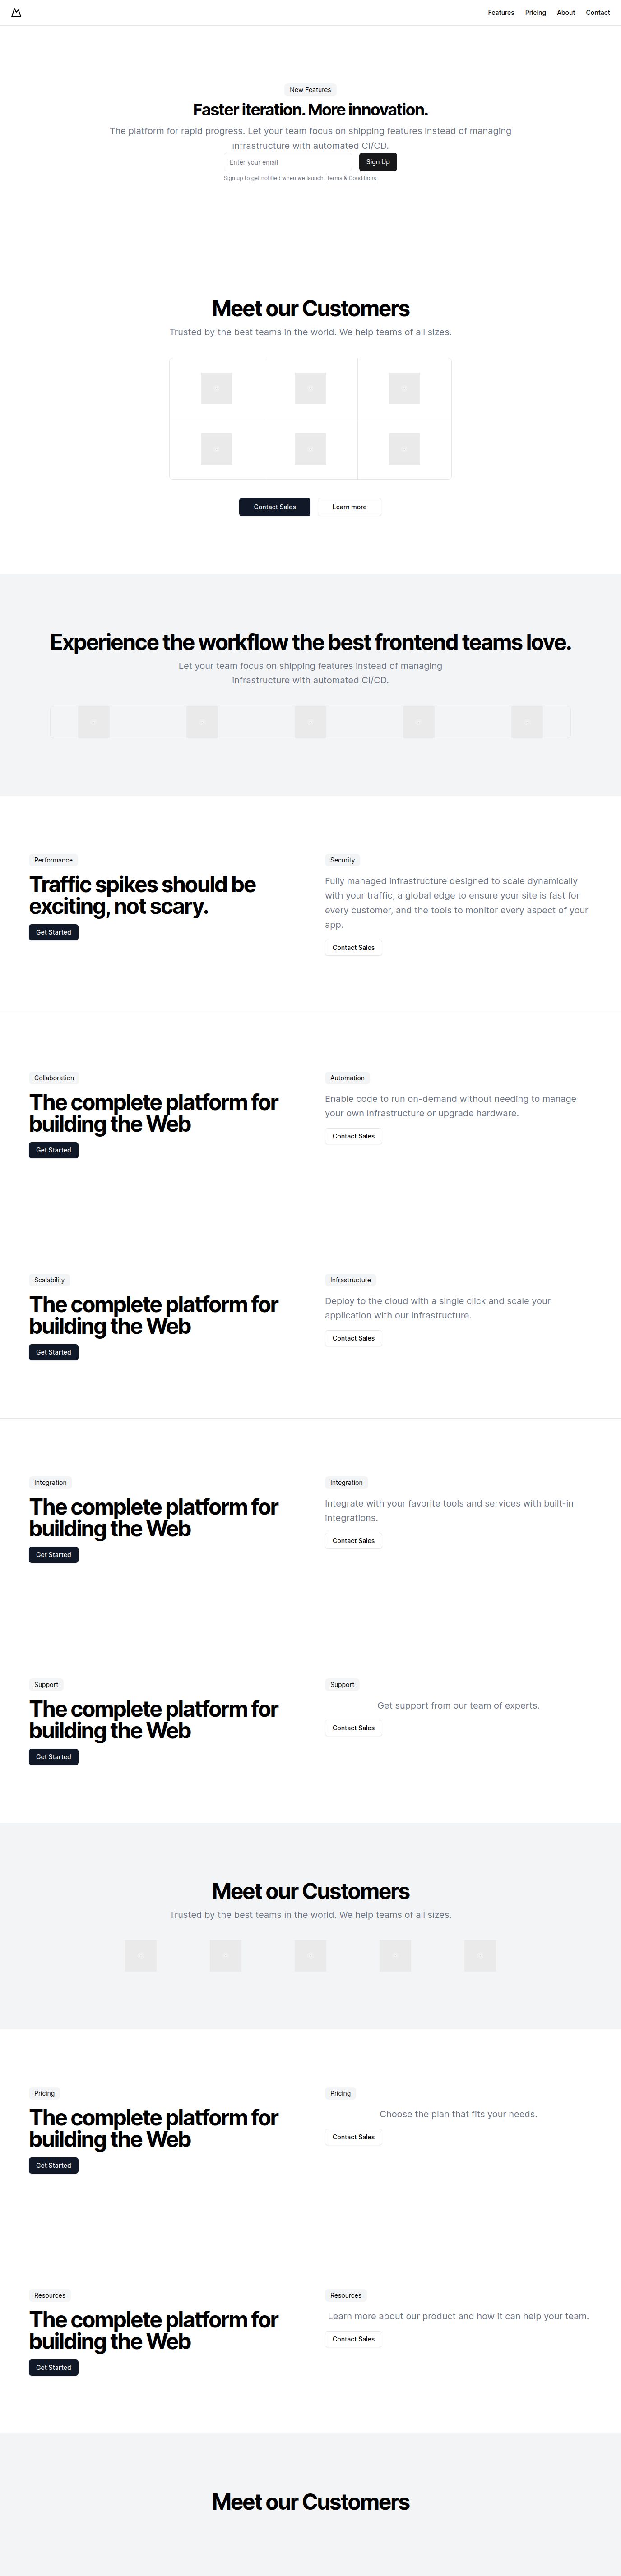 Features
Pricing
About
Contact
New Features
Faster iteration. More innovation.
The platform for rapid progress. Let your team focus on shipping features instead of managing
infrastructure with automated CI/CD.
Enter your email
Sign Up
Sign up to get notified when we launch. Terms & Conditions
Meet our Customers
Trusted by the best teams in the world. We help teams of all sizes.
Contact Sales
Learn more
Experience the workflow the best frontend teams love.
Let your team focus on shipping features instead of managing
infrastructure with automated CI/CD.
Performance
Traffic spikes should be
exciting, not scary.
Get Started
Security
Fully managed infrastructure designed to scale dynamically
with your traffic, a global edge to ensure your site is fast for
every customer, and the tools to monitor every aspect of your
app.
Contact Sales
Collaboration
The complete platform for
building the Web
Get Started
Automation
Enable code to run on-demand without needing to manage
your own infrastructure or upgrade hardware.
Contact Sales
Scalability
The complete platform for
building the Web
Get Started
Infrastructure
Deploy to the cloud with a single click and scale your
application with our infrastructure.
Contact Sales
Integration
The complete platform for
building the Web
Get Started
Integration
Integrate with your favorite tools and services with built-in
integrations.
Contact Sales
Support
The complete platform for
building the Web
Get Started
Support
Get support from our team of experts.
Contact Sales
Meet our Customers
Trusted by the best teams in the world. We help teams of all sizes.
Pricing
The complete platform for
building the Web
Get Started
Pricing
Choose the plan that fits your needs.
Contact Sales
Resources
The complete platform for
building the Web
Get Started
Resources
Learn more about our product and how it can help your team.
Contact Sales
Meet our Customers